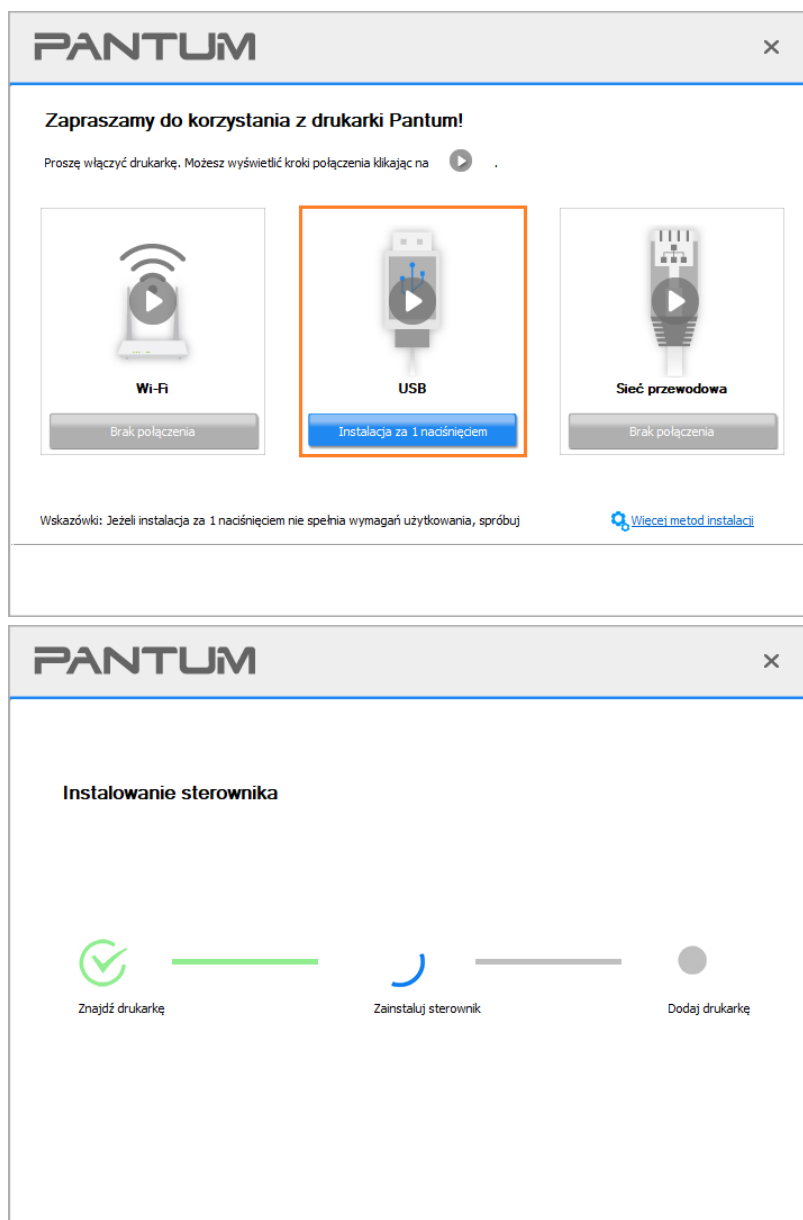 PANTUM
Zapraszamy do korzystania z drukarki Pantum!
Proszę włączyć drukarkę. Możesz wyświetlić kroki połączenia klikając na .
Wi-Fi
USB
Sieć przewodowa
Brak połączenia
Instalacja za 1 naciśnięciem
Brak połączenia
Wskazówki: Jeżeli instalacja za 1 naciśnięciem nie spełnia wymagań użytkowania, spróbuj
Więcej metod instalacji
PANTUM
Instalowanie sterownika
Znajdź drukarkę
Zainstaluj sterownik
Dodaj drukarkę